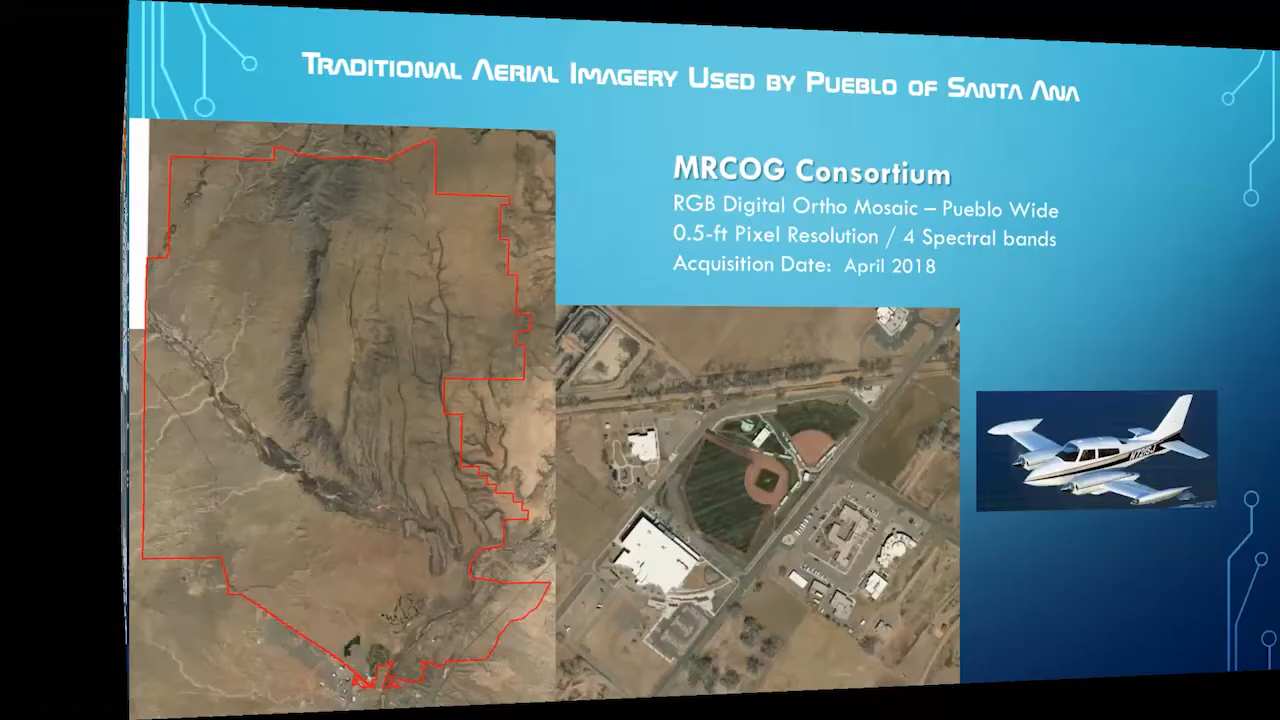 Traditional Aerial Imagery Used by Pueblo of Santa Ana
MRCOG Consortium
RGB Digital Ortho Mosaic – Pueblo Wide
0.5-ft Pixel Resolution / 4 Spectral bands
Acquisition Date: April 2018